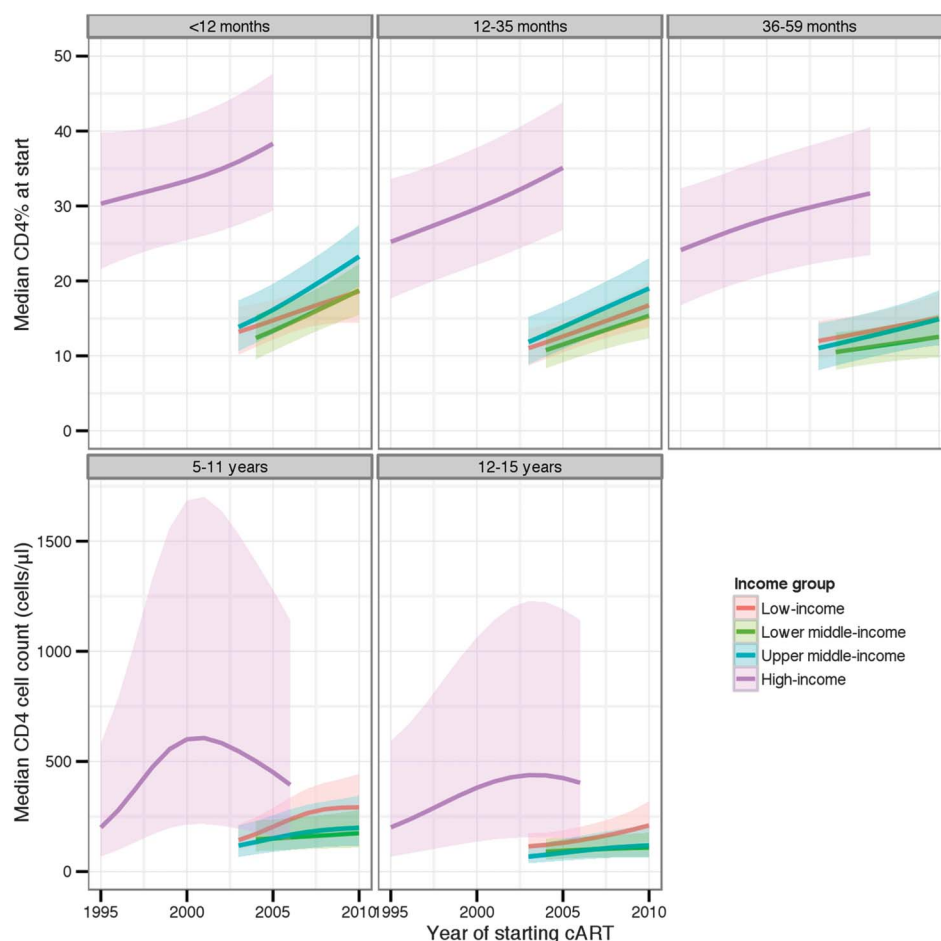 <12 months
12-35 months
36-59 months
50
40
30
20
10
0
Median CD4% at start
5-11 years
12-15 years
1500
1000
500
0
Median CD4 cell count (cells/µl)
Income group
Low-income
Lower middle-income
Upper middle-income
High-income
1995 2000 2005 2010 1995 2000 2005 2010
Year of starting cART